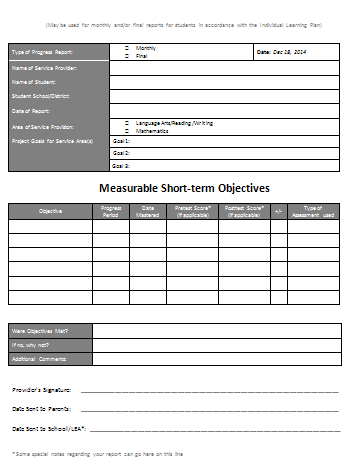 (May be used for monthly and/or final reports for students in accordance with the Individual Learning Plan)
Type of Progress Report:
Monthly
Final
Date: Dec 18, 2014
Name of Service Provider:
Name of Student:
Student School/District:
Date of Report:
Area of Service Provision:
Language Arts/Reading/Writing
Mathematics
Project Goals for Service Area(s)
Goal 1:
Goal 2:
Goal 3:
Measurable Short-term Objectives
Objective
Progress Period
Date Mastered
Pretest Score* (if applicable)
Posttest Score* (if applicable)
+/-
Type of Assessment used
Were Objectives Met?
If no, why not?
Additional Comments:
Provider's Signature:
Date Sent to Parents:
Date Sent to School/LEA*:
* Some special notes regarding your report can go here on this line